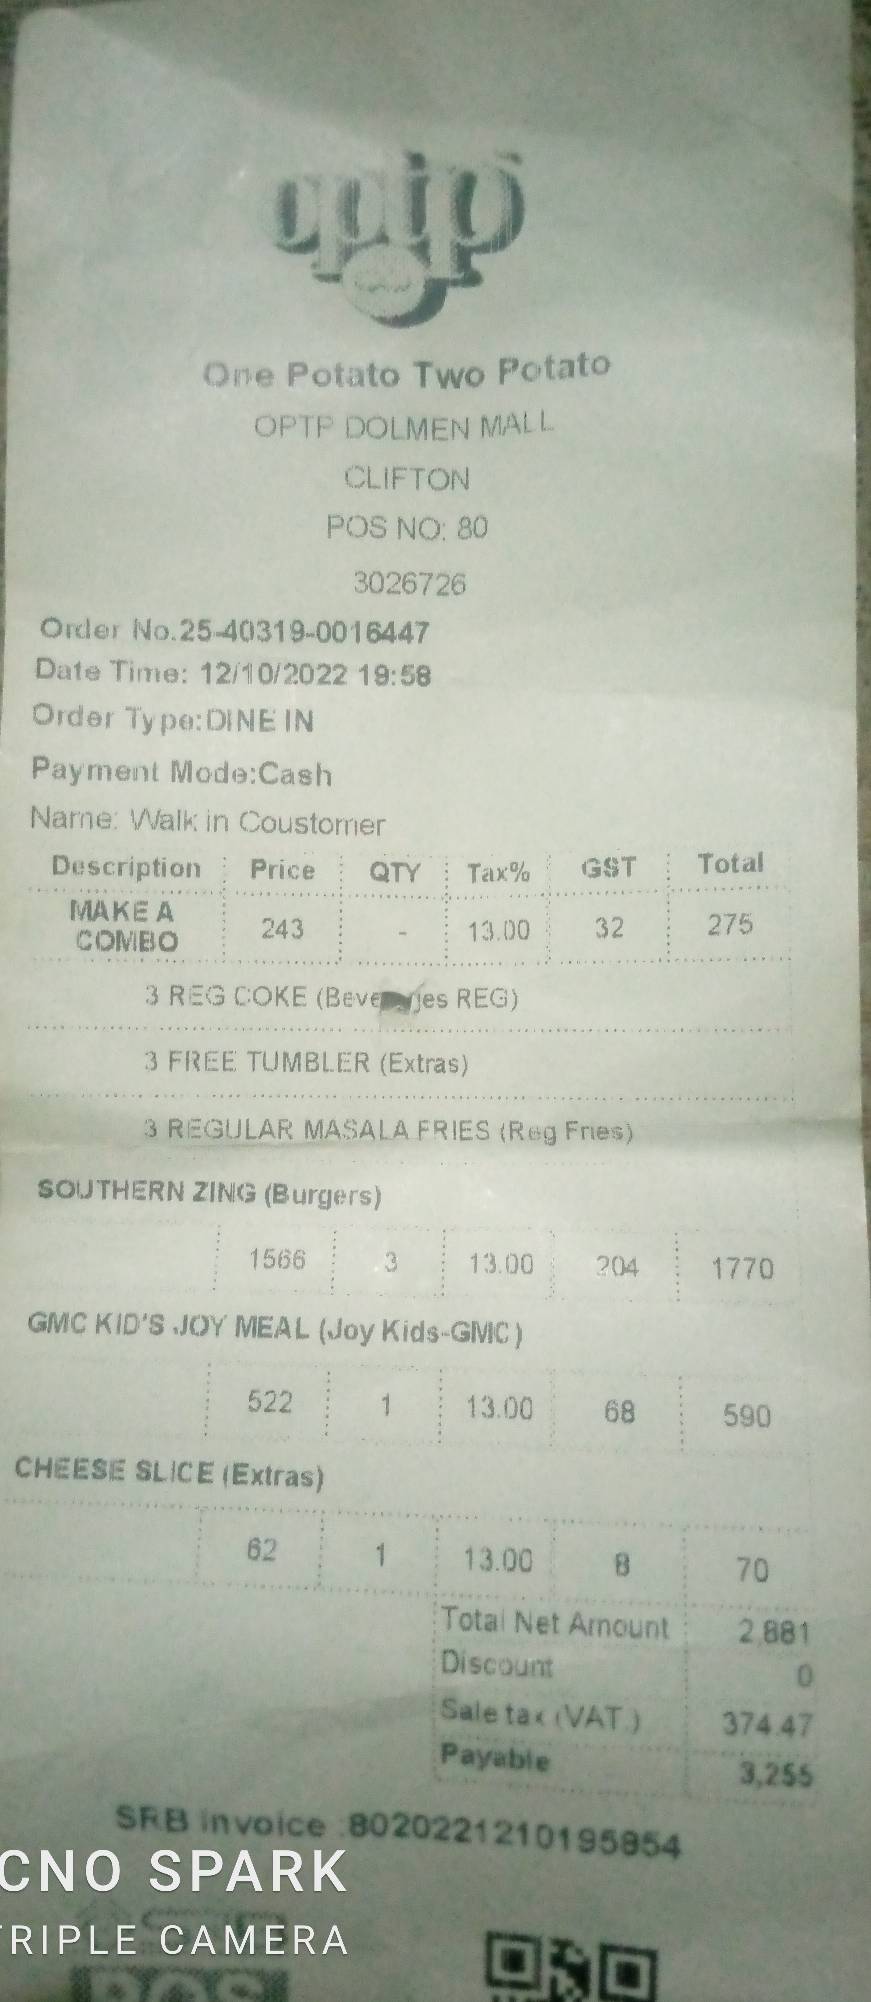 optp
One Potato Two Potato
OPTP DOLMEN MALL
CLIFTON
POS NO: 80
3026726
Order No.25-40319-0016447
Date Time: 12/10/2022 19:58
Order Type:DINE IN
Payment Mode:Cash
Name: Walk in Coustomer
Description Price QTY Tax% GST Total
MAKE A
COMBO 243 - 13.00 32 275
3 REG COKE (Beverages REG)
3 FREE TUMBLER (Extras)
3 REGULAR MASALA FRIES (Reg Fries)
SOUTHERN ZING (Burgers)
1566 3 13.00 204 1770
GMC KID'S JOY MEAL (Joy Kids-GMC)
522 1 13.00 68 590
CHEESE SLICE (Extras)
62 1 13.00 8 70
Total Net Amount 2,881
Discount 0
Sale tax (VAT ) 374.47
Payable 3,255
SRB Invoice :8020221210195854
CNO SPARK
TRIPLE CAMERA
POS